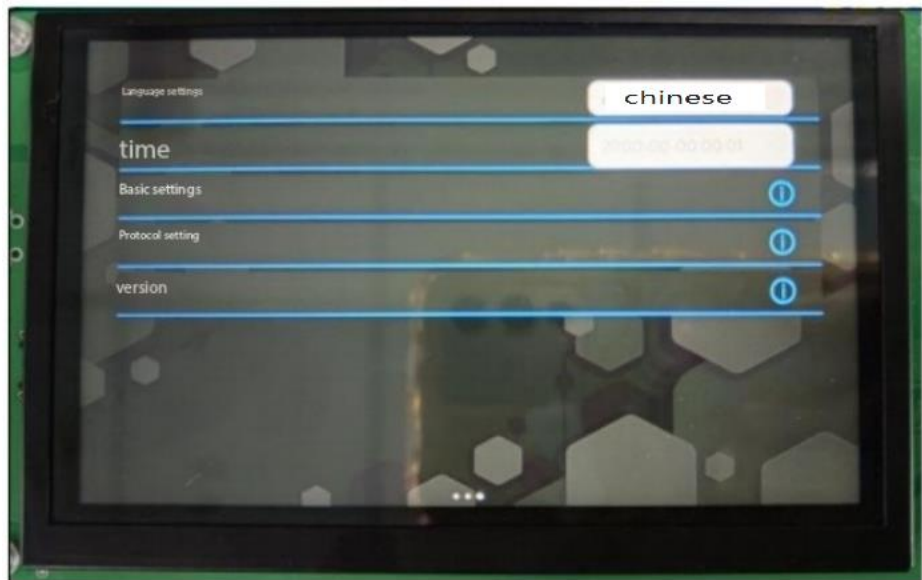 Language settings
chinese
time
Basic settings
Protocol setting
version